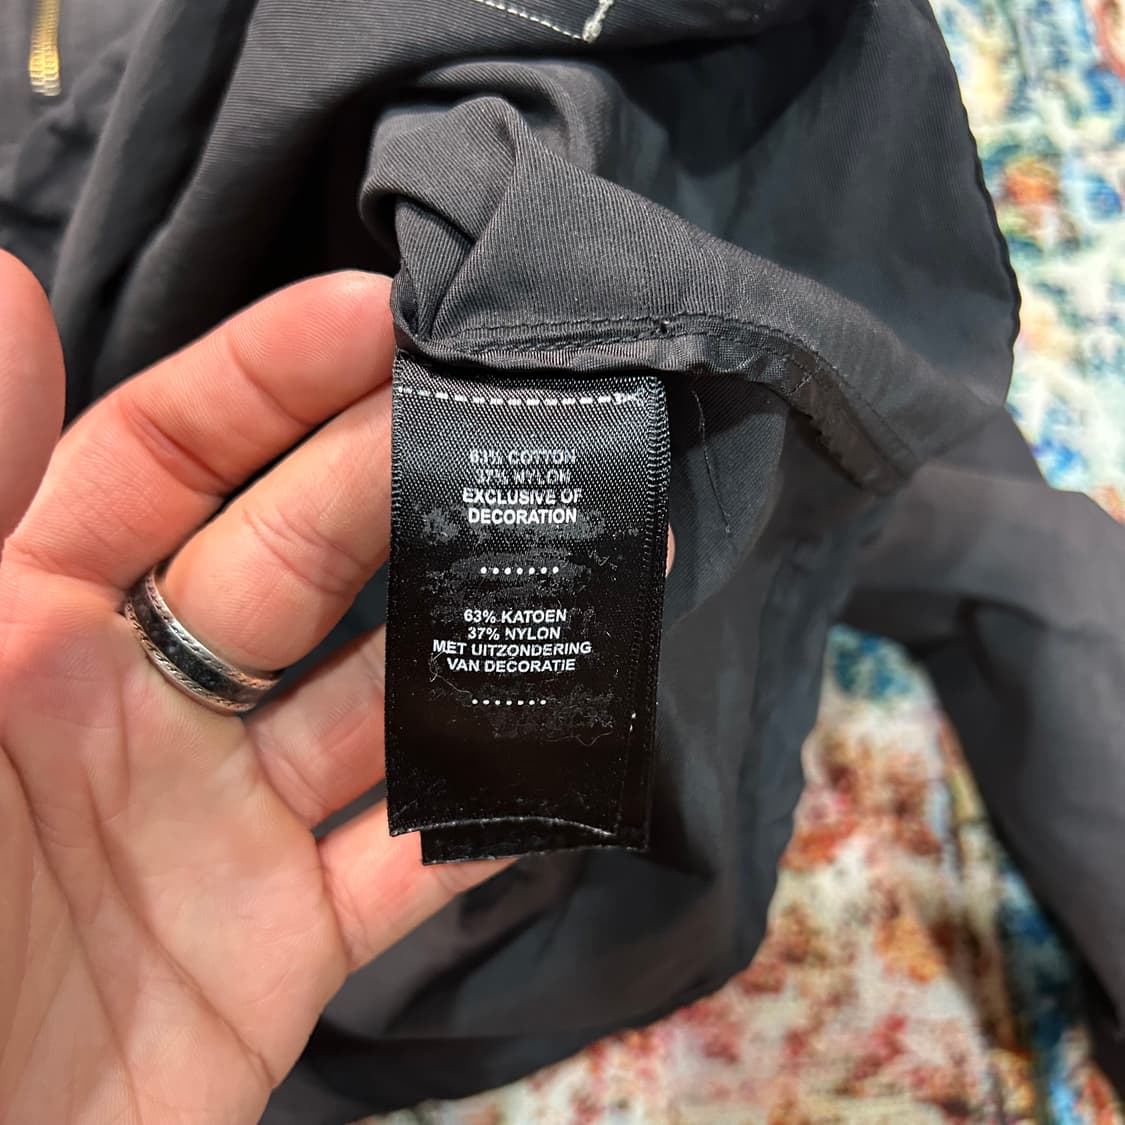 63% COTTON
37% NYLON
EXCLUSIVE OF
DECORATION
.......
63% KATOEN
37% NYLON
MET UITZONDERING
VAN DECORATIE
.......